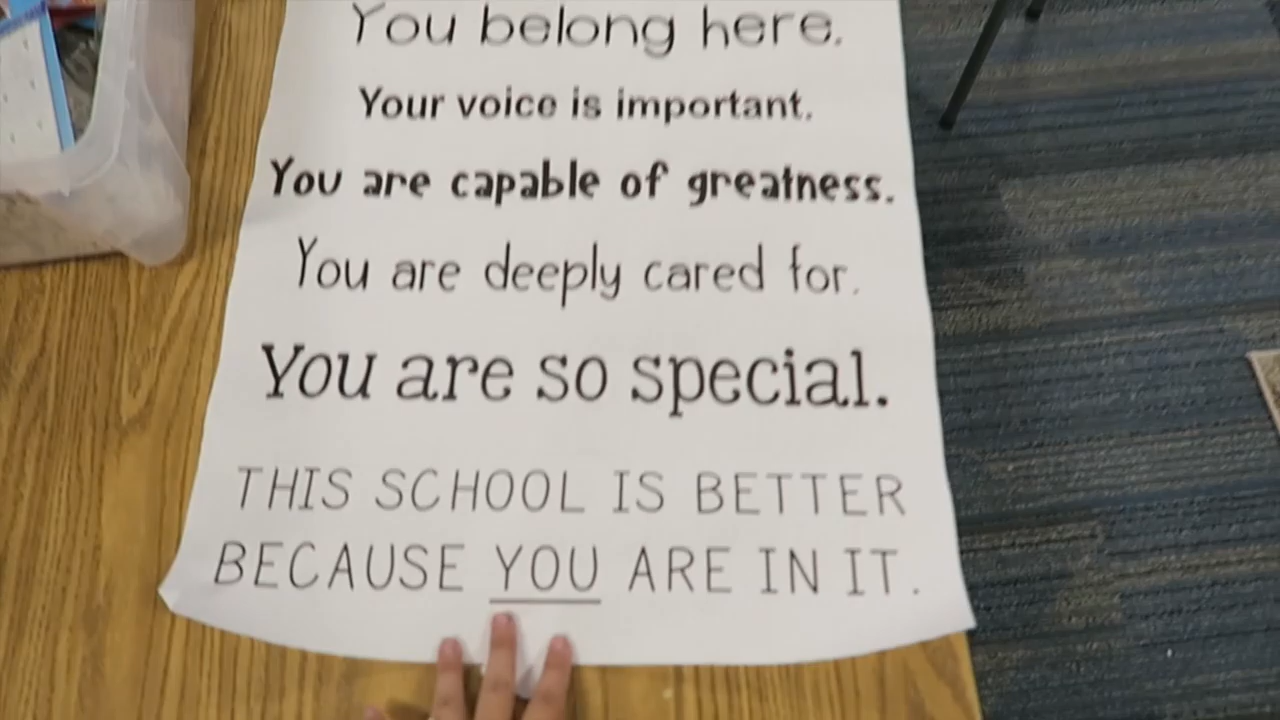 You belong here.
Your voice is important.
You are capable of greatness.
You are deeply cared for.
You are so special.
THIS SCHOOL IS BETTER
BECAUSE YOU ARE IN IT.